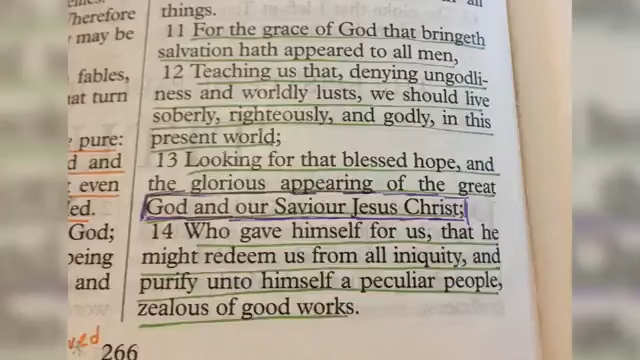 Wherefore
may be
fables,
that turn
pure:
and
even
God;
being
and
things.
11 For the grace of God that bringeth
salvation hath appeared to all men,
12 Teaching us that, denying ungodli-
ness and worldly lusts, we should live
soberly, righteously, and godly, in this
present world;
13 Looking for that blessed hope, and
the glorious appearing of the great
God and our Saviour Jesus Christ;
14 Who gave himself for us, that he
might redeem us from all iniquity, and
purify unto himself a peculiar people,
zealous of good works.
266